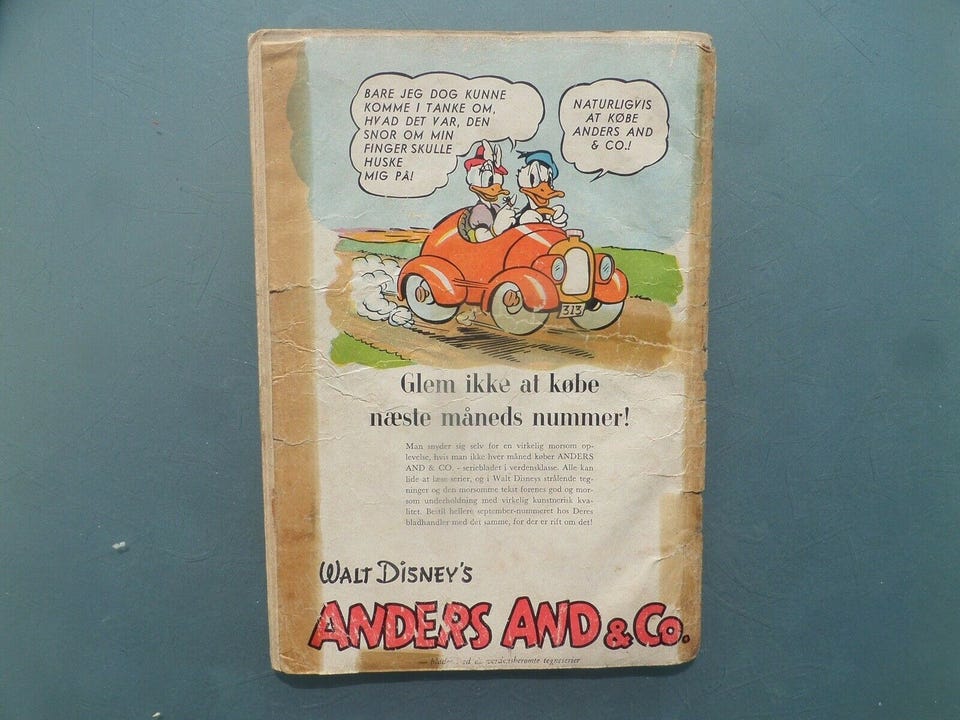 BARE JEG DOG KUNNE
KOMME I TANKE OM,
HVAD DET VAR, DEN
SNOR OM MIN
FINGER SKULLE
HUSKE
MIG PÅ!
NATURLIGVIS
AT KØBE
ANDERS AND
& CO.!
313
Glem ikke at købe
næste måneds nummer!
Man snyder sig selv for en virkelig morsom op-
levelse, hvis man ikke hver måned køber ANDERS
AND & CO. - seriebladet i verdensklasse. Alle kan
lide at læse serier, og i Walt Disneys strålende teg-
ninger og den morsomme tekst forenes god og mor-
som underholdning med virkelig kunstnerisk kva-
litet. Bestil hellere september-nummeret hos Deres
bladhandler med det samme, for der er rift om det!
WALT DISNEY'S
ANDERS AND & Co.
verdensberømte tegneserier